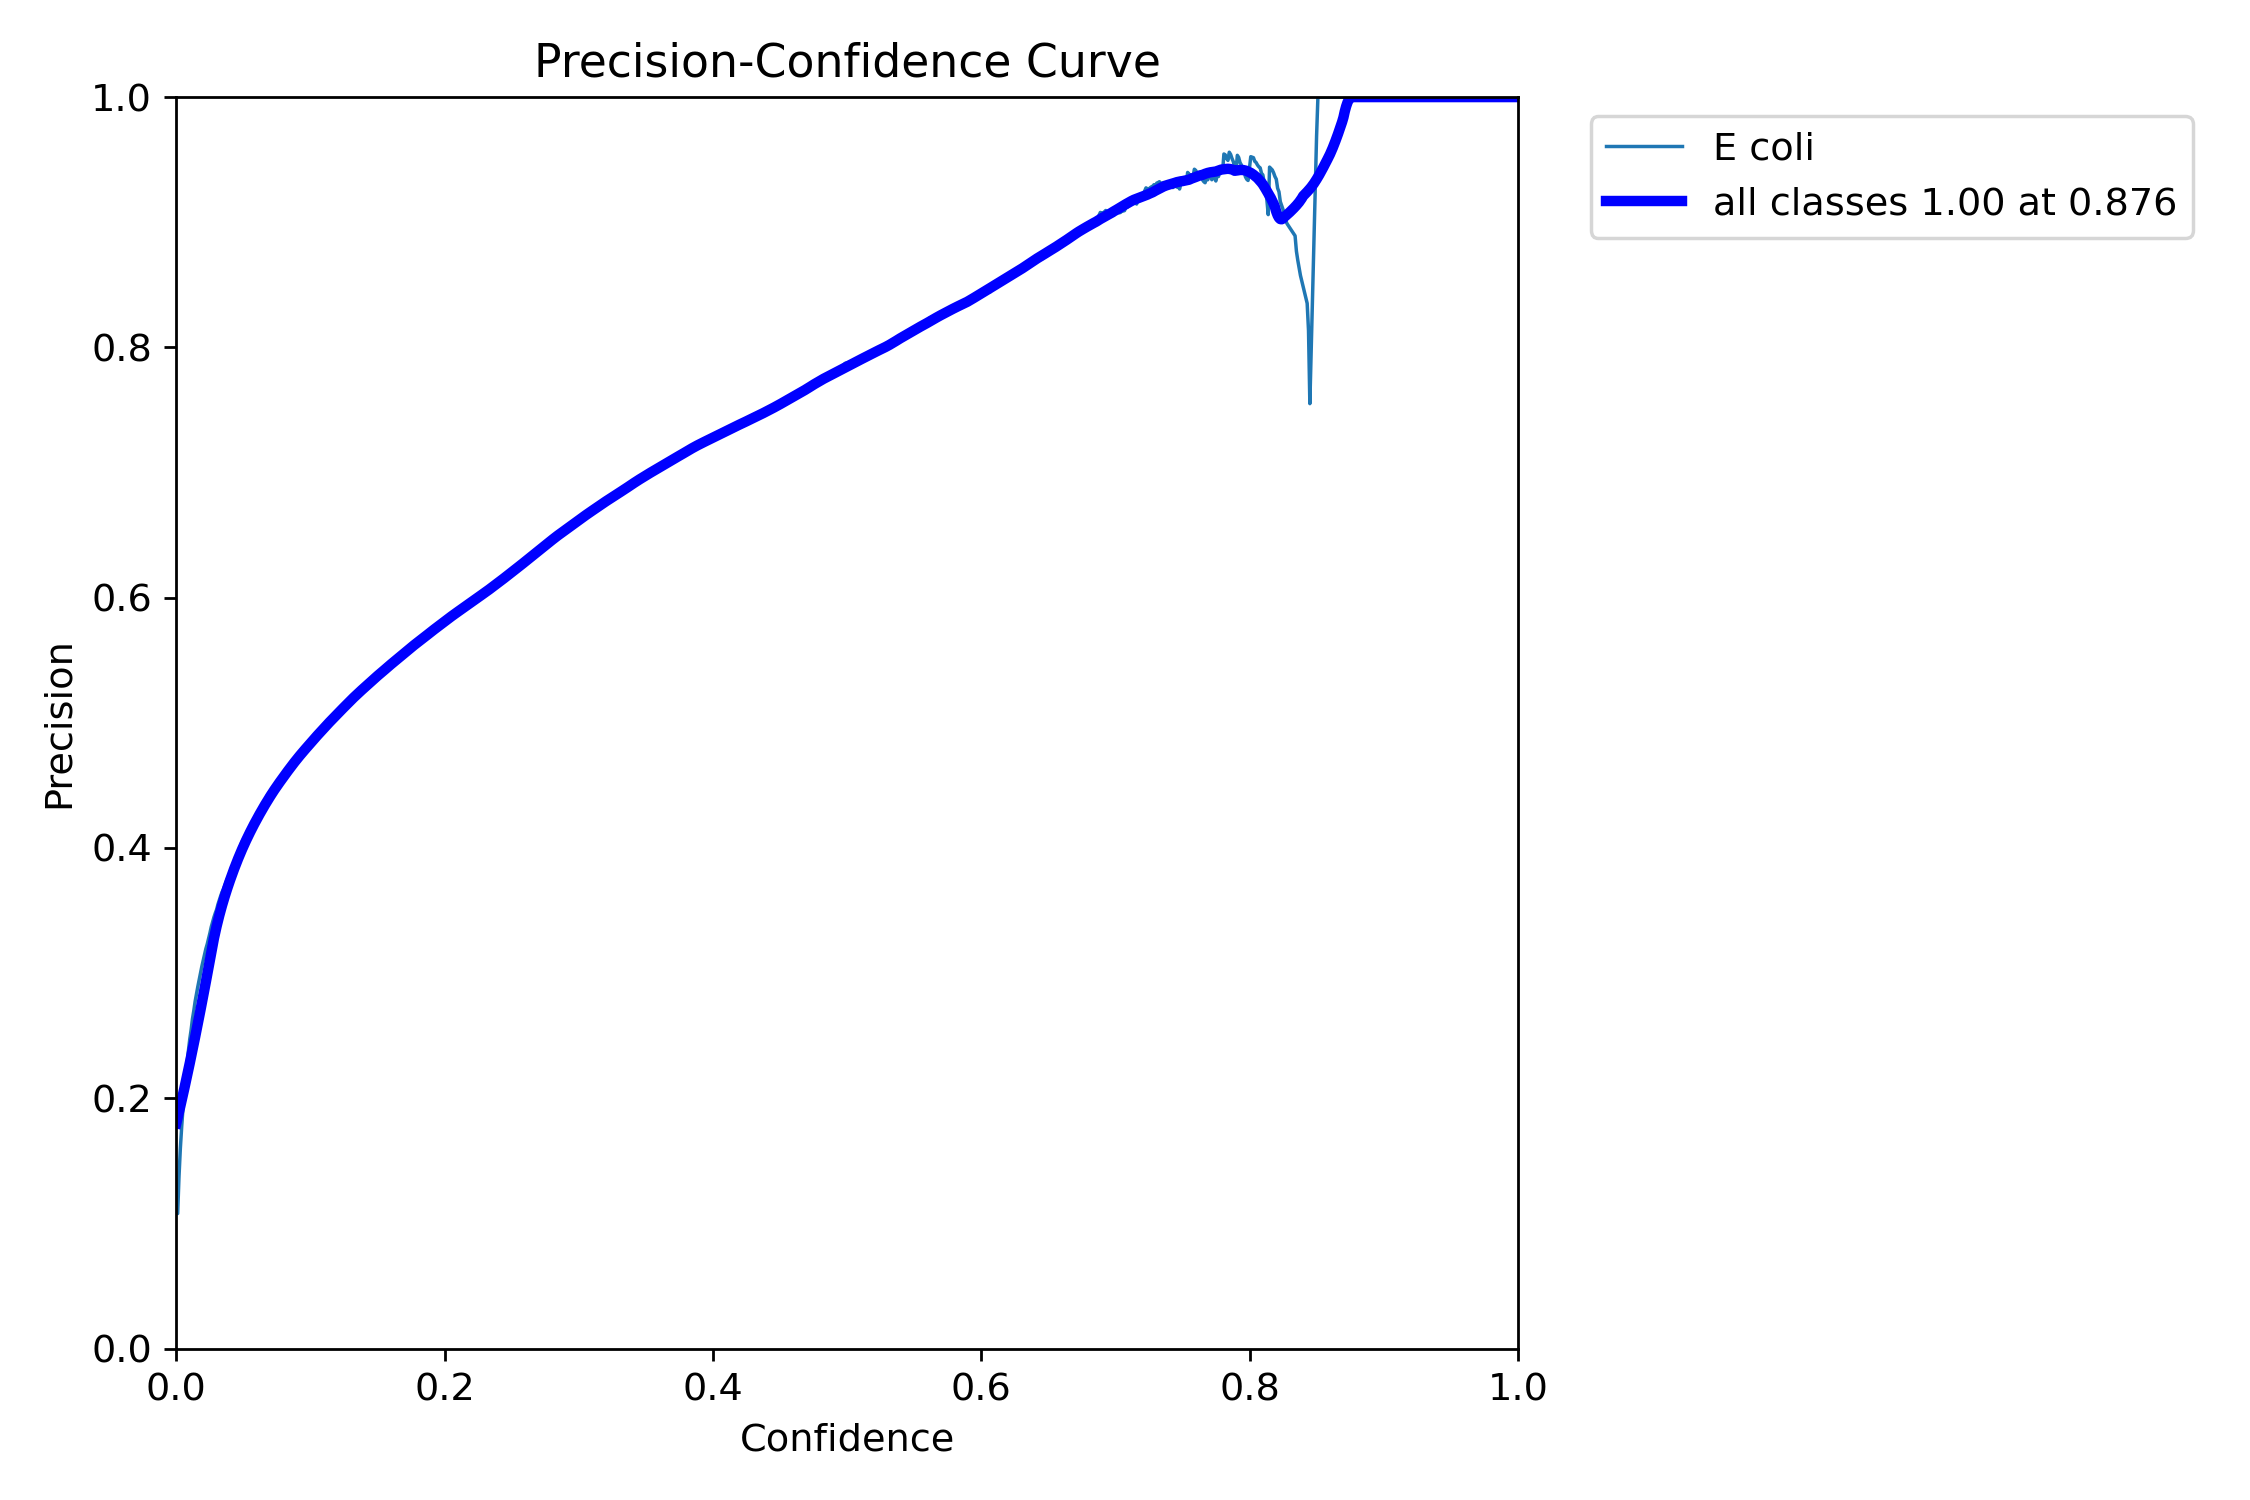 Precision-Confidence Curve
1.0
0.8
0.6
0.4
0.2
0.0
Precision
0.0 0.2 0.4 0.6 0.8 1.0
Confidence
E coli
all classes 1.00 at 0.876